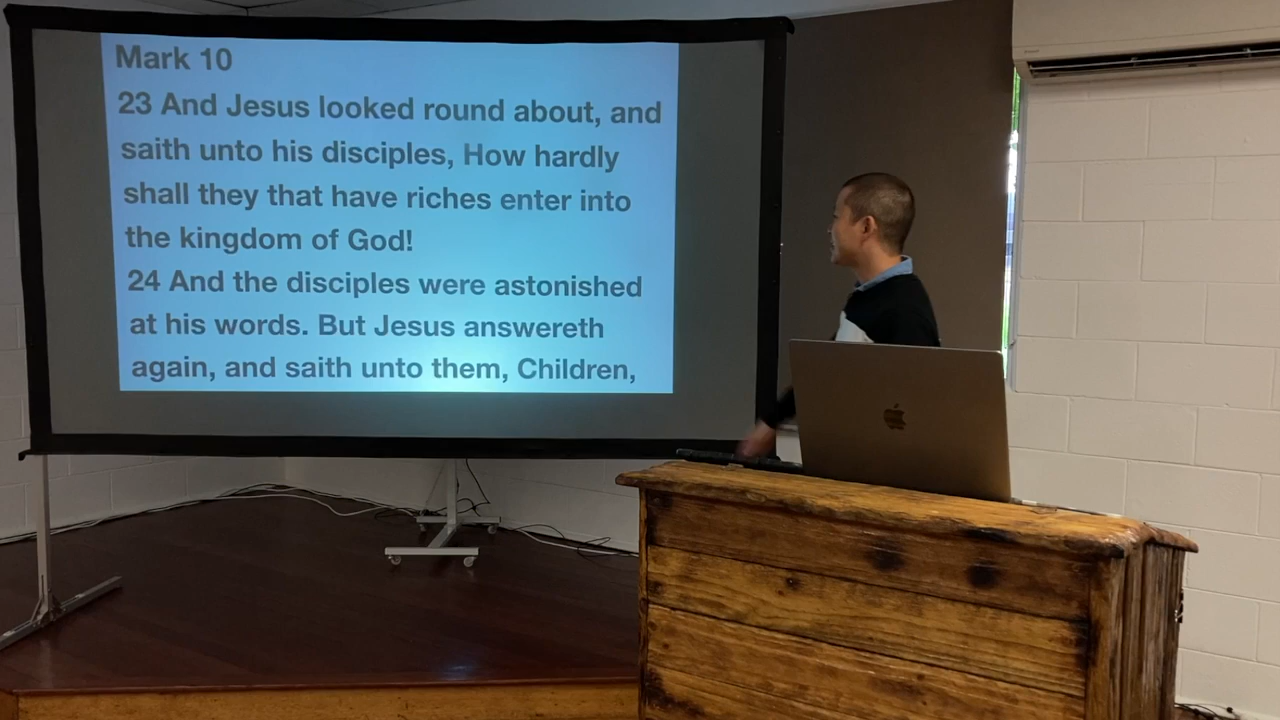 Mark 10
23 And Jesus looked round about, and
saith unto his disciples, How hardly
shall they that have riches enter into
the kingdom of God!
24 And the disciples were astonished
at his words. But Jesus answereth
again, and saith unto them, Children,